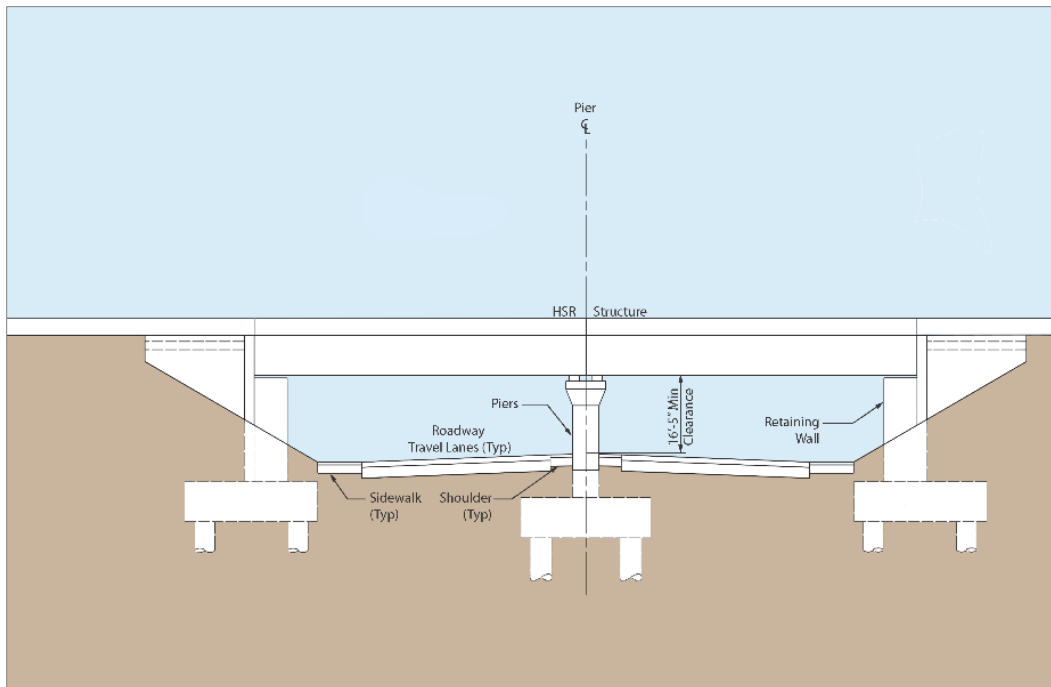 Pier
℄
HSR Structure
Piers
16'-5" Min
Clearance
Retaining
Wall
Roadway
Travel Lanes (Typ)
Sidewalk
(Typ)
Shoulder
(Typ)